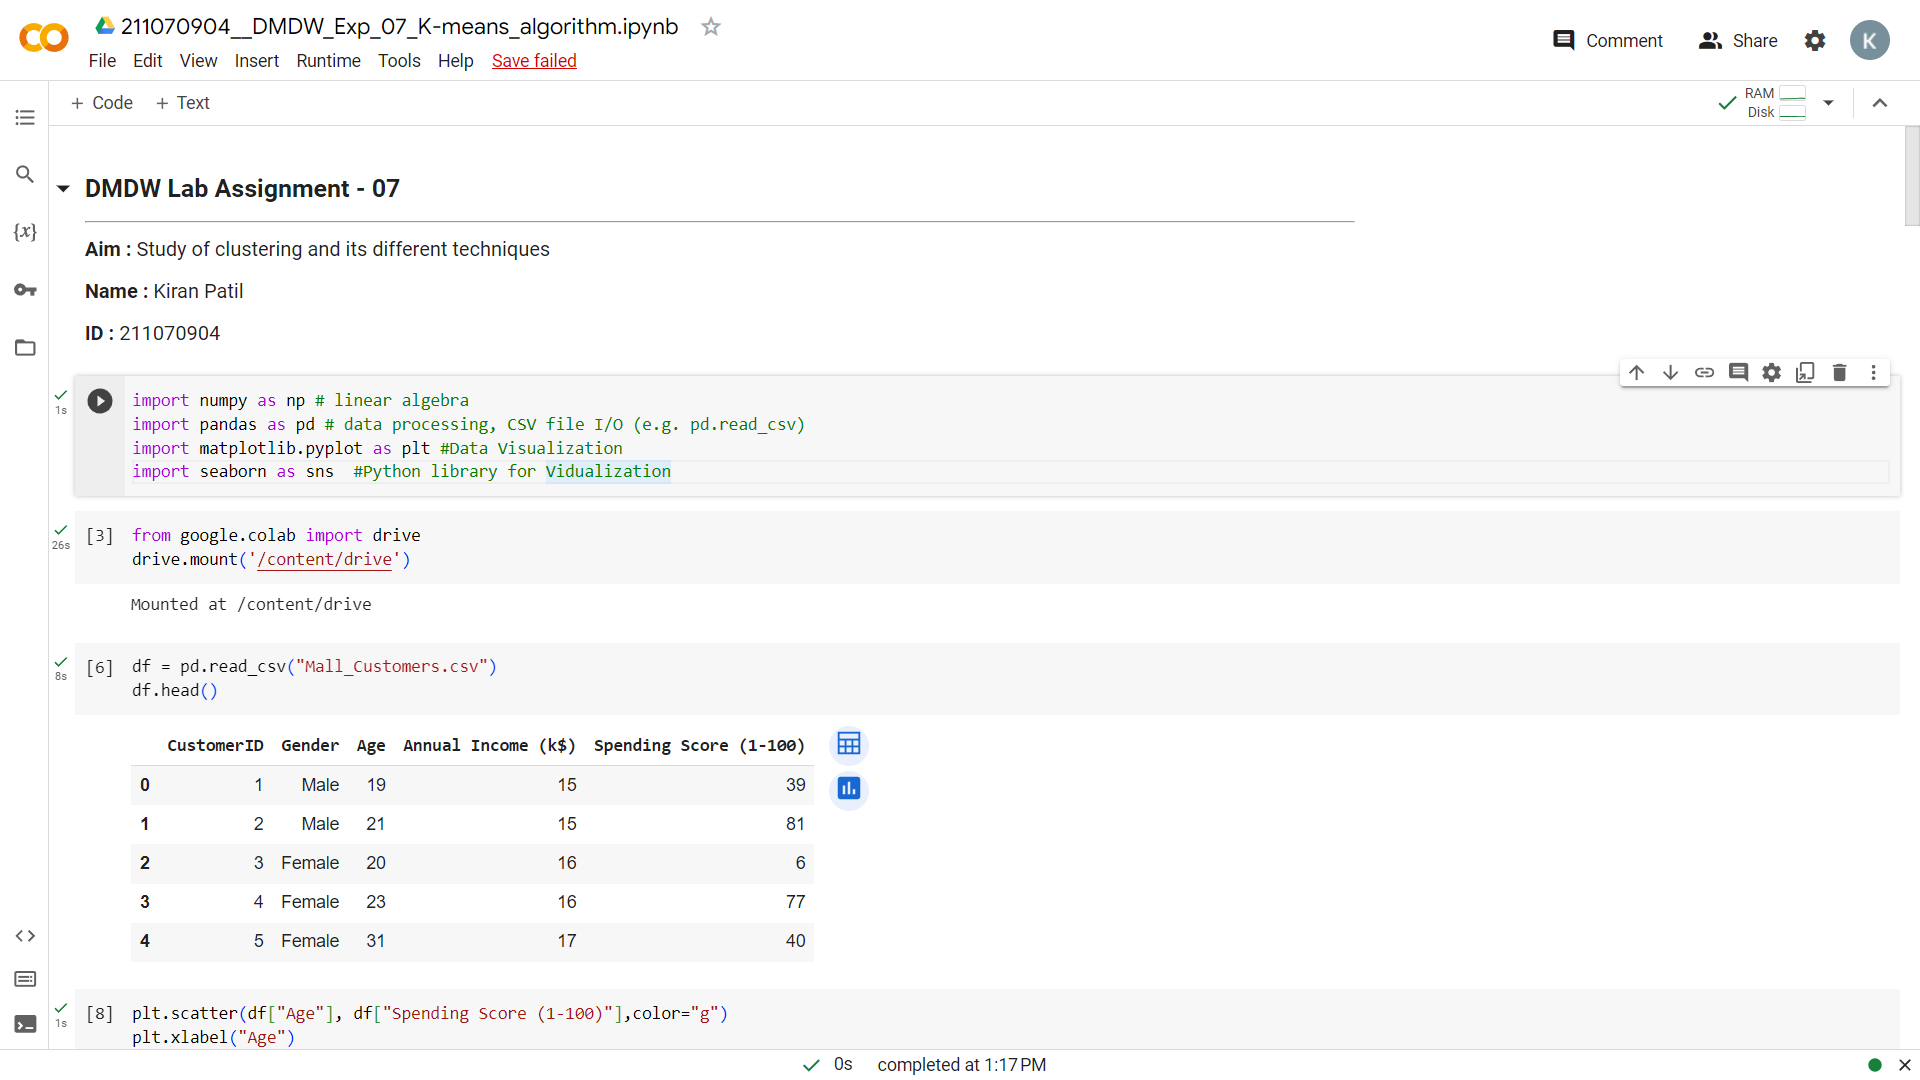 211070904__DMDW_Exp_07_K-means_algorithm.ipynb
File Edit View Insert Runtime Tools Help Save failed
Comment Share K
+ Code + Text
RAM
Disk
{x}
DMDW Lab Assignment - 07
Aim : Study of clustering and its different techniques
Name : Kiran Patil
ID : 211070904
1s
import numpy as np # linear algebra
import pandas as pd # data processing, CSV file I/O (e.g. pd.read_csv)
import matplotlib.pyplot as plt #Data Visualization
import seaborn as sns  #Python library for Vidualization
26s
[3] from google.colab import drive
drive.mount('/content/drive')
Mounted at /content/drive
8s
[6] df = pd.read_csv("Mall_Customers.csv")
df.head()
CustomerID Gender Age Annual Income (k$) Spending Score (1-100)
0 1 Male 19 15 39
1 2 Male 21 15 81
2 3 Female 20 16 6
3 4 Female 23 16 77
4 5 Female 31 17 40
1s
[8] plt.scatter(df["Age"], df["Spending Score (1-100)"],color="g")
plt.xlabel("Age")
0s completed at 1:17 PM